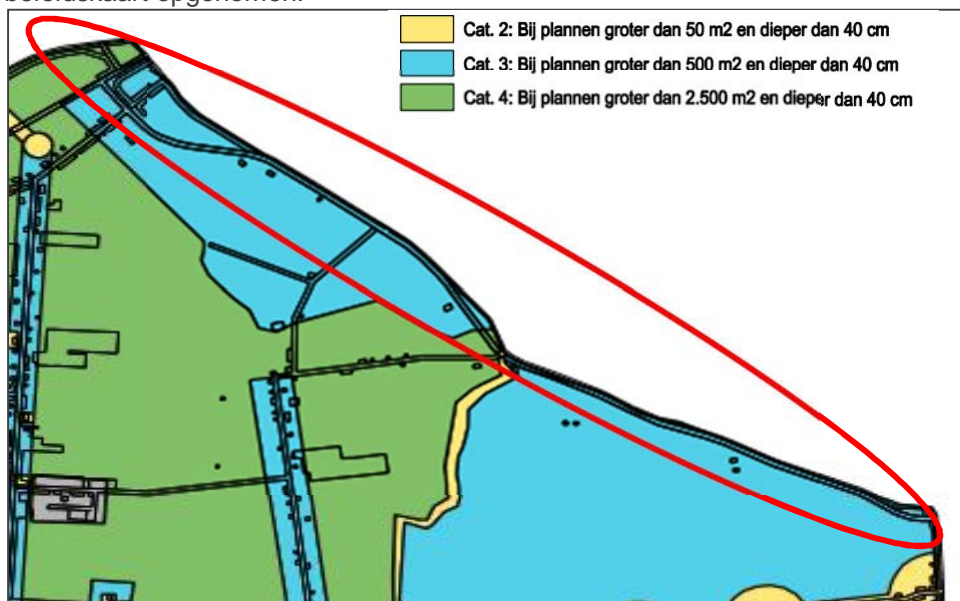 beleidskaart opgenomen.
Cat. 2: Bij plannen groter dan 50 m2 en dieper dan 40 cm
Cat. 3: Bij plannen groter dan 500 m2 en dieper dan 40 cm
Cat. 4: Bij plannen groter dan 2.500 m2 en dieper dan 40 cm